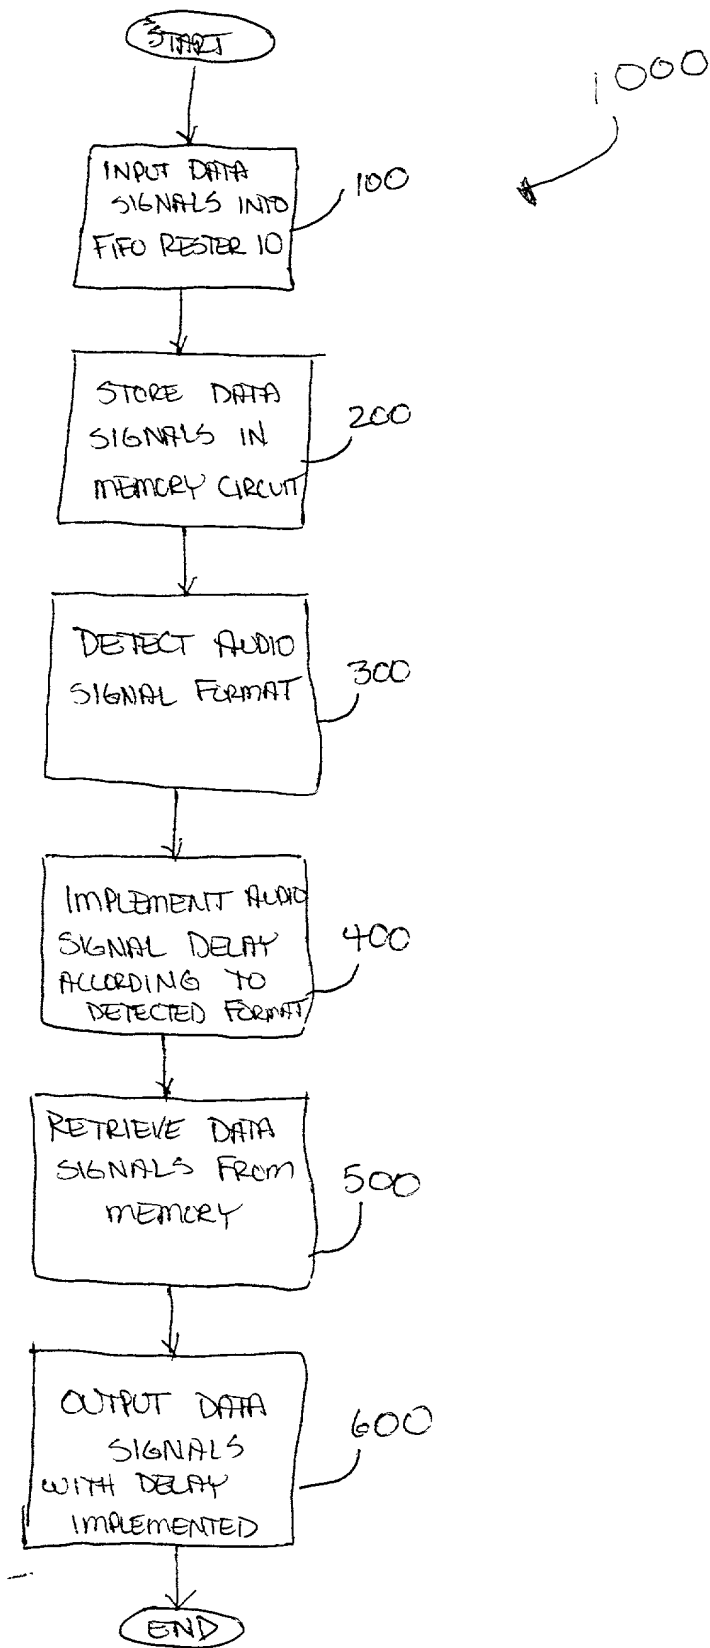 START
1000
INPUT DATA
SIGNALS INTO
FIFO RESTER 10
100
STORE DATA
SIGNALS IN
MEMORY CIRCUIT
200
DETECT AUDIO
SIGNAL FORMAT
300
IMPLEMENT AUDIO
SIGNAL DELAY
ACCORDING TO
DETECTED FORMAT
400
RETRIEVE DATA
SIGNALS FROM
MEMORY
500
OUTPUT DATA
SIGNALS
WITH DELAY
IMPLEMENTED
600
END